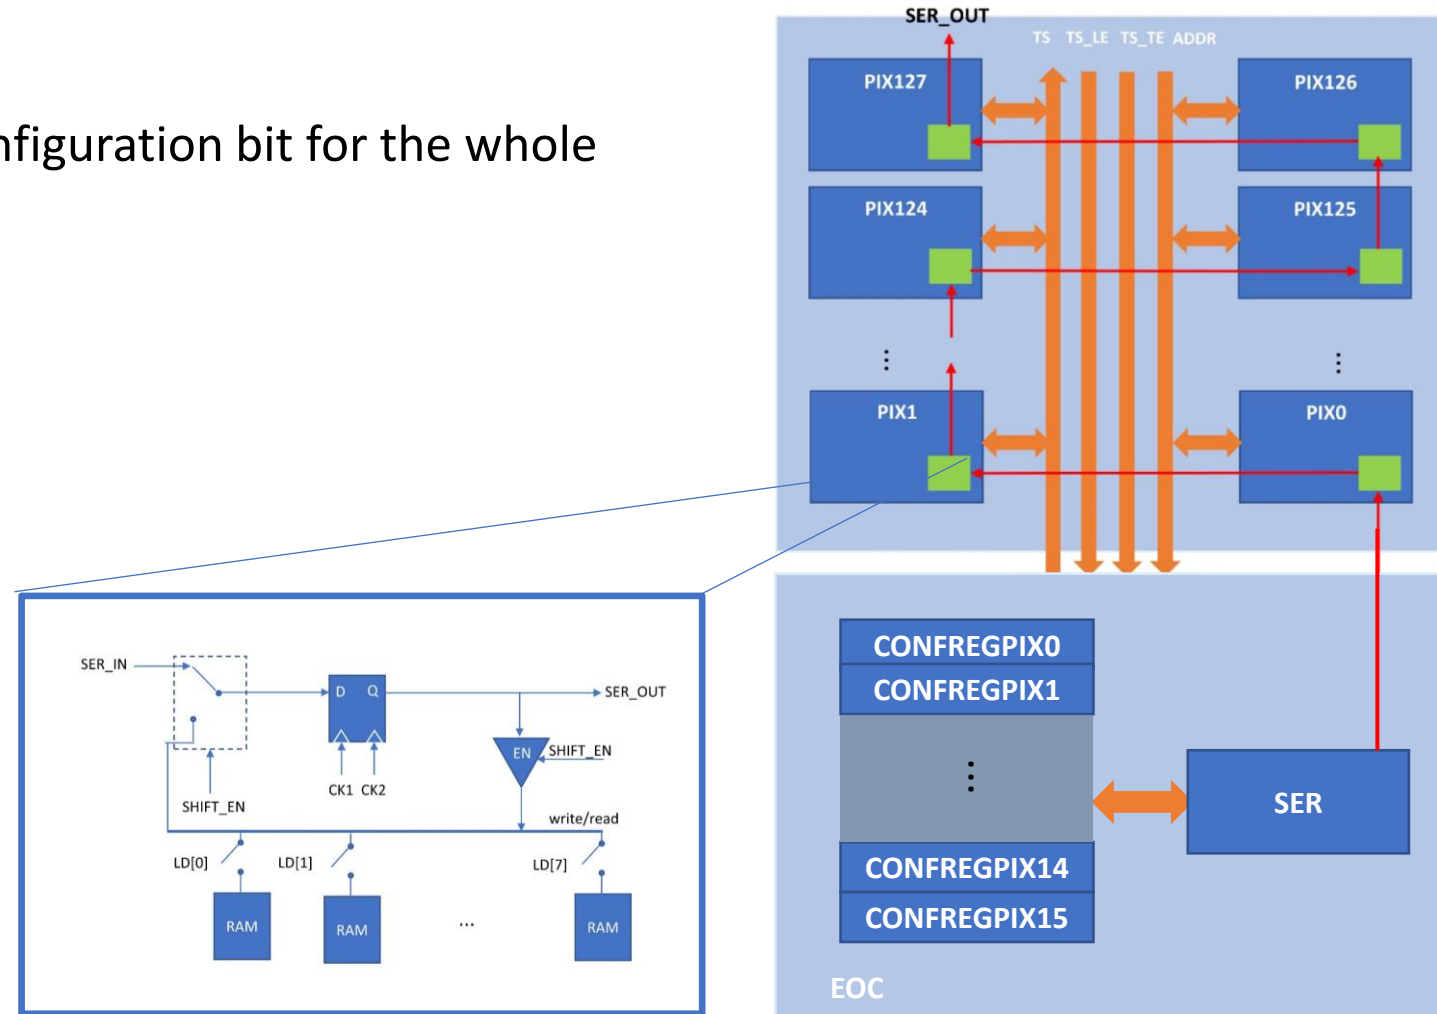 nfiguration bit for the whole
SER_OUT
TS TS_LE TS_TE ADDR
PIX127
PIX126
PIX124
PIX125
⋮
⋮
PIX1
PIX0
SER_IN
D Q
SER_OUT
EN
SHIFT_EN
CK1 CK2
SHIFT_EN
write/read
LD[0]
LD[1]
LD[7]
RAM
RAM
...
RAM
CONFREGPIX0
CONFREGPIX1
⋮
CONFREGPIX14
CONFREGPIX15
SER
EOC